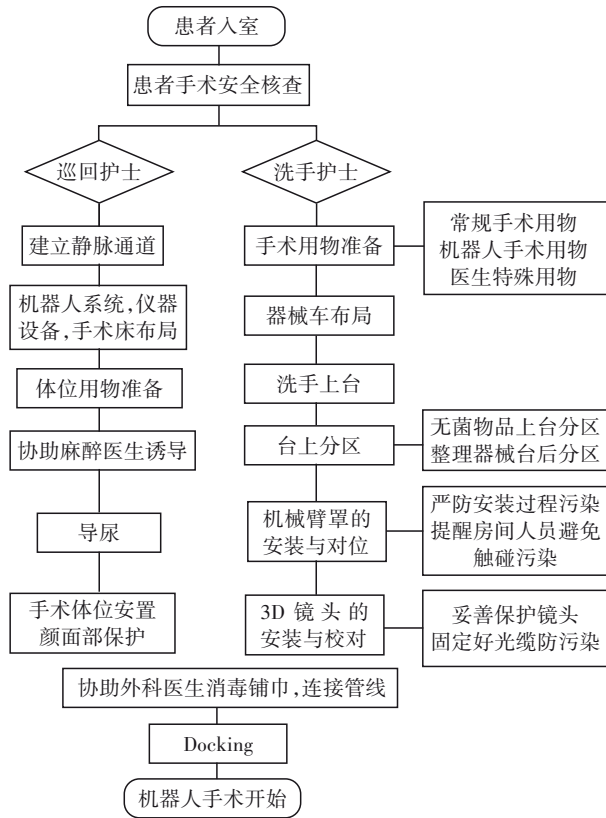 患者入室
患者手术安全核查
巡回护士
洗手护士
建立静脉通道
手术用物准备
常规手术用物
机器人手术用物
医生特殊用物
机器人系统,仪器
设备,手术床布局
器械车布局
体位用物准备
洗手上台
协助麻醉医生诱导
台上分区
无菌物品上台分区
整理器械台后分区
导尿
机械臂罩的
安装与对位
严防安装过程污染
提醒房间人员避免
触碰污染
手术体位安置
颜面部保护
3D 镜头的
安装与校对
妥善保护镜头
固定好光缆防污染
协助外科医生消毒铺巾,连接管线
Docking
机器人手术开始